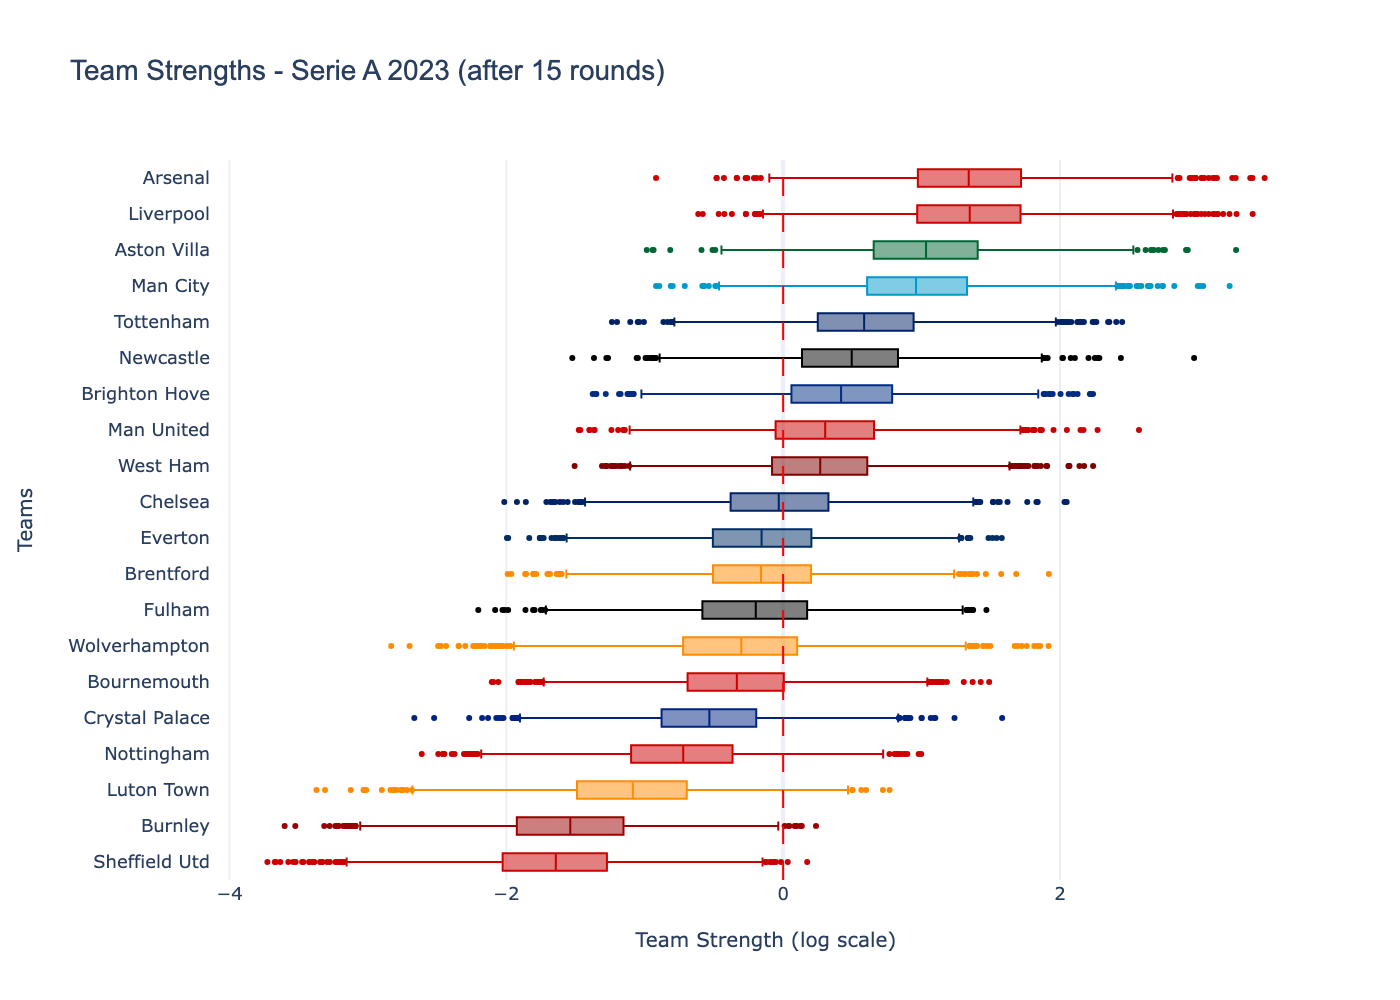 Team Strengths - Serie A 2023 (after 15 rounds)
Arsenal
Liverpool
Aston Villa
Man City
Tottenham
Newcastle
Brighton Hove
Man United
West Ham
Chelsea
Everton
Brentford
Fulham
Wolverhampton
Bournemouth
Crystal Palace
Nottingham
Luton Town
Burnley
Sheffield Utd
Teams
−4 −2 0 2
Team Strength (log scale)